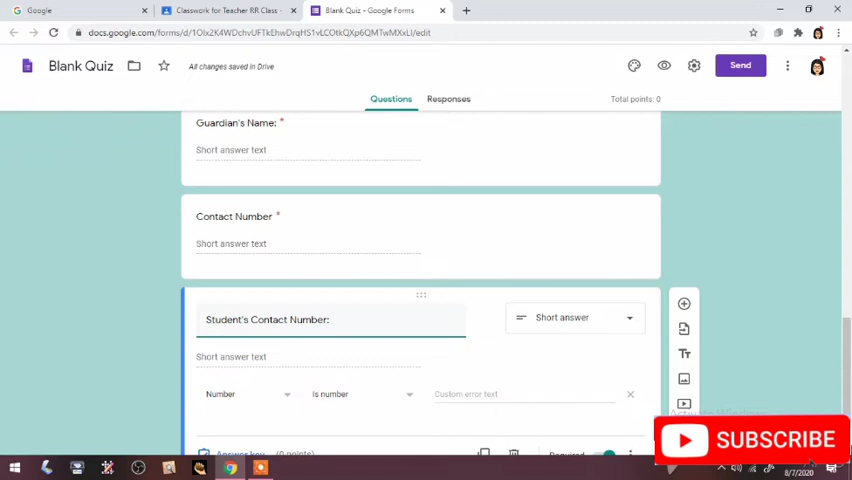 Google
Classwork for Teacher RR Class -
Blank Quiz - Google Forms
docs.google.com/forms/d/1OIx2K4WDchvUFTkEhwDrqHS1vLCOtkQXp6QMTwMXxLI/edit
Blank Quiz
All changes saved in Drive
Send
Questions
Responses
Total points: 0
Guardian's Name: *
Short answer text
Contact Number *
Short answer text
Student's Contact Number:
Short answer
Short answer text
Number
Is number
Custom error text
Activate Windows
Answer key
(0 points)
Required
SUBSCRIBE
8/7/2020